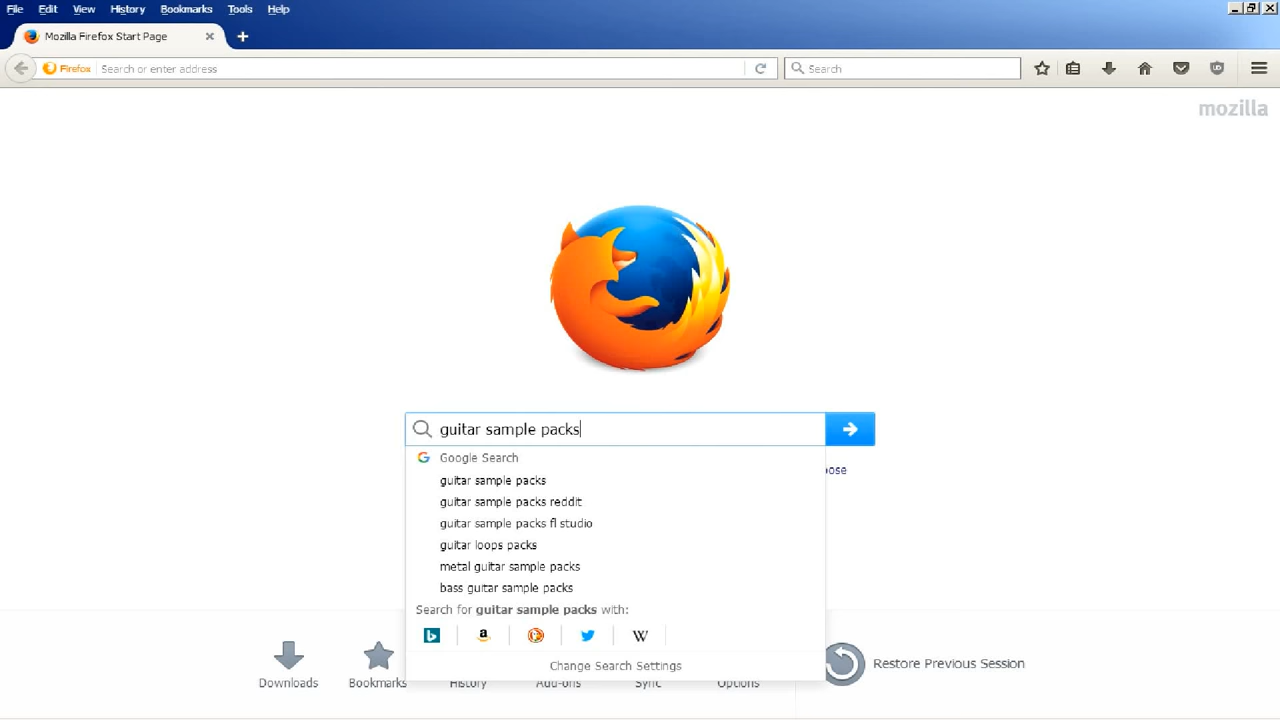 File Edit View History Bookmarks Tools Help
Mozilla Firefox Start Page
Firefox Search or enter address
Search
mozilla
guitar sample packs
Google Search
guitar sample packs
guitar sample packs reddit
guitar sample packs fl studio
guitar loops packs
metal guitar sample packs
bass guitar sample packs
Search for guitar sample packs with:
Change Search Settings
Downloads Bookmarks History Add-ons Sync Options
Restore Previous Session